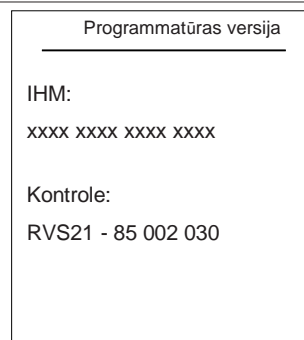 Programmatūras versija
IHM:
xxxx xxxx xxxx xxxx
Kontrole:
RVS21 - 85 002 030